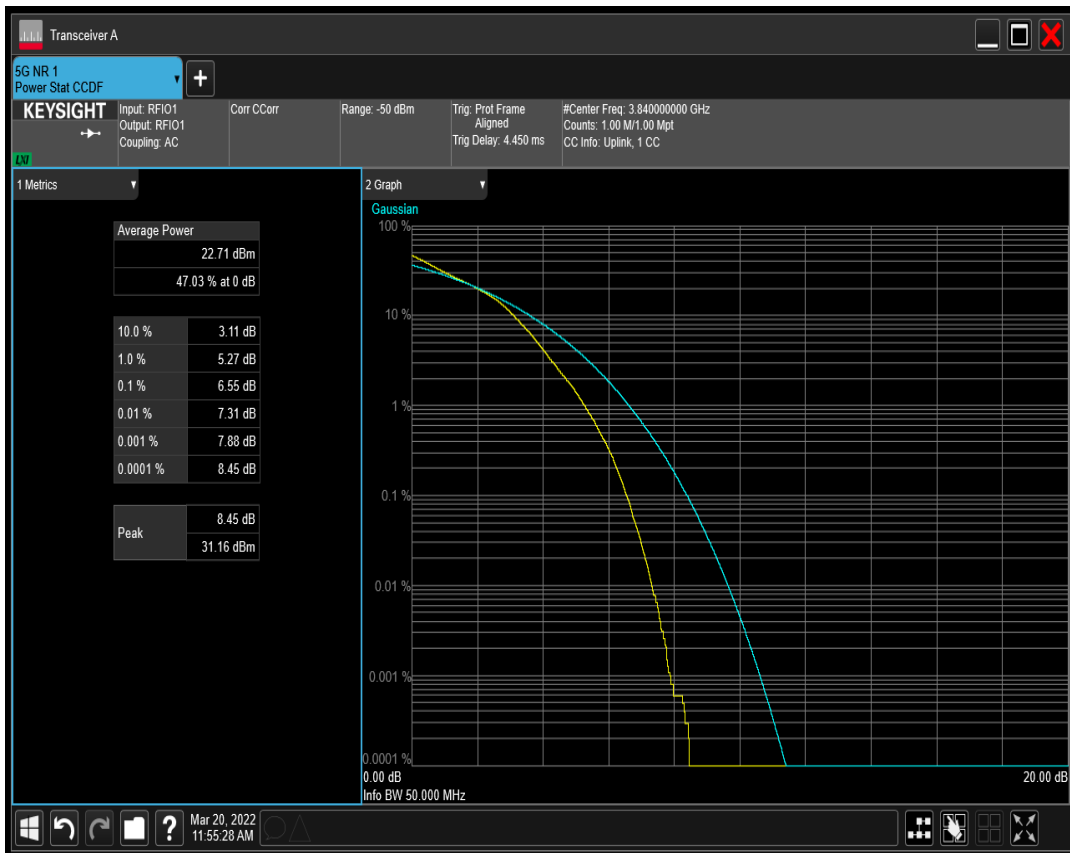 Transceiver A
5G NR 1
Power Stat CCDF
+
KEYSIGHT
LXI
Input: RFIO1
Output: RFIO1
Coupling: AC
Corr CCorr
Range: -50 dBm
Trig: Prot Frame
Aligned
Trig Delay: 4.450 ms
#Center Freq: 3.840000000 GHz
Counts: 1.00 M/1.00 Mpt
CC Info: Uplink, 1 CC
1 Metrics
Average Power
22.71 dBm
47.03 % at 0 dB
10.0 % 3.11 dB
1.0 % 5.27 dB
0.1 % 6.55 dB
0.01 % 7.31 dB
0.001 % 7.88 dB
0.0001 % 8.45 dB
Peak
8.45 dB
31.16 dBm
2 Graph
Gaussian
100 %
10 %
1 %
0.1 %
0.01 %
0.001 %
0.0001 %
0.00 dB 20.00 dB
Info BW 50.000 MHz
?
Mar 20, 2022
11:55:28 AM